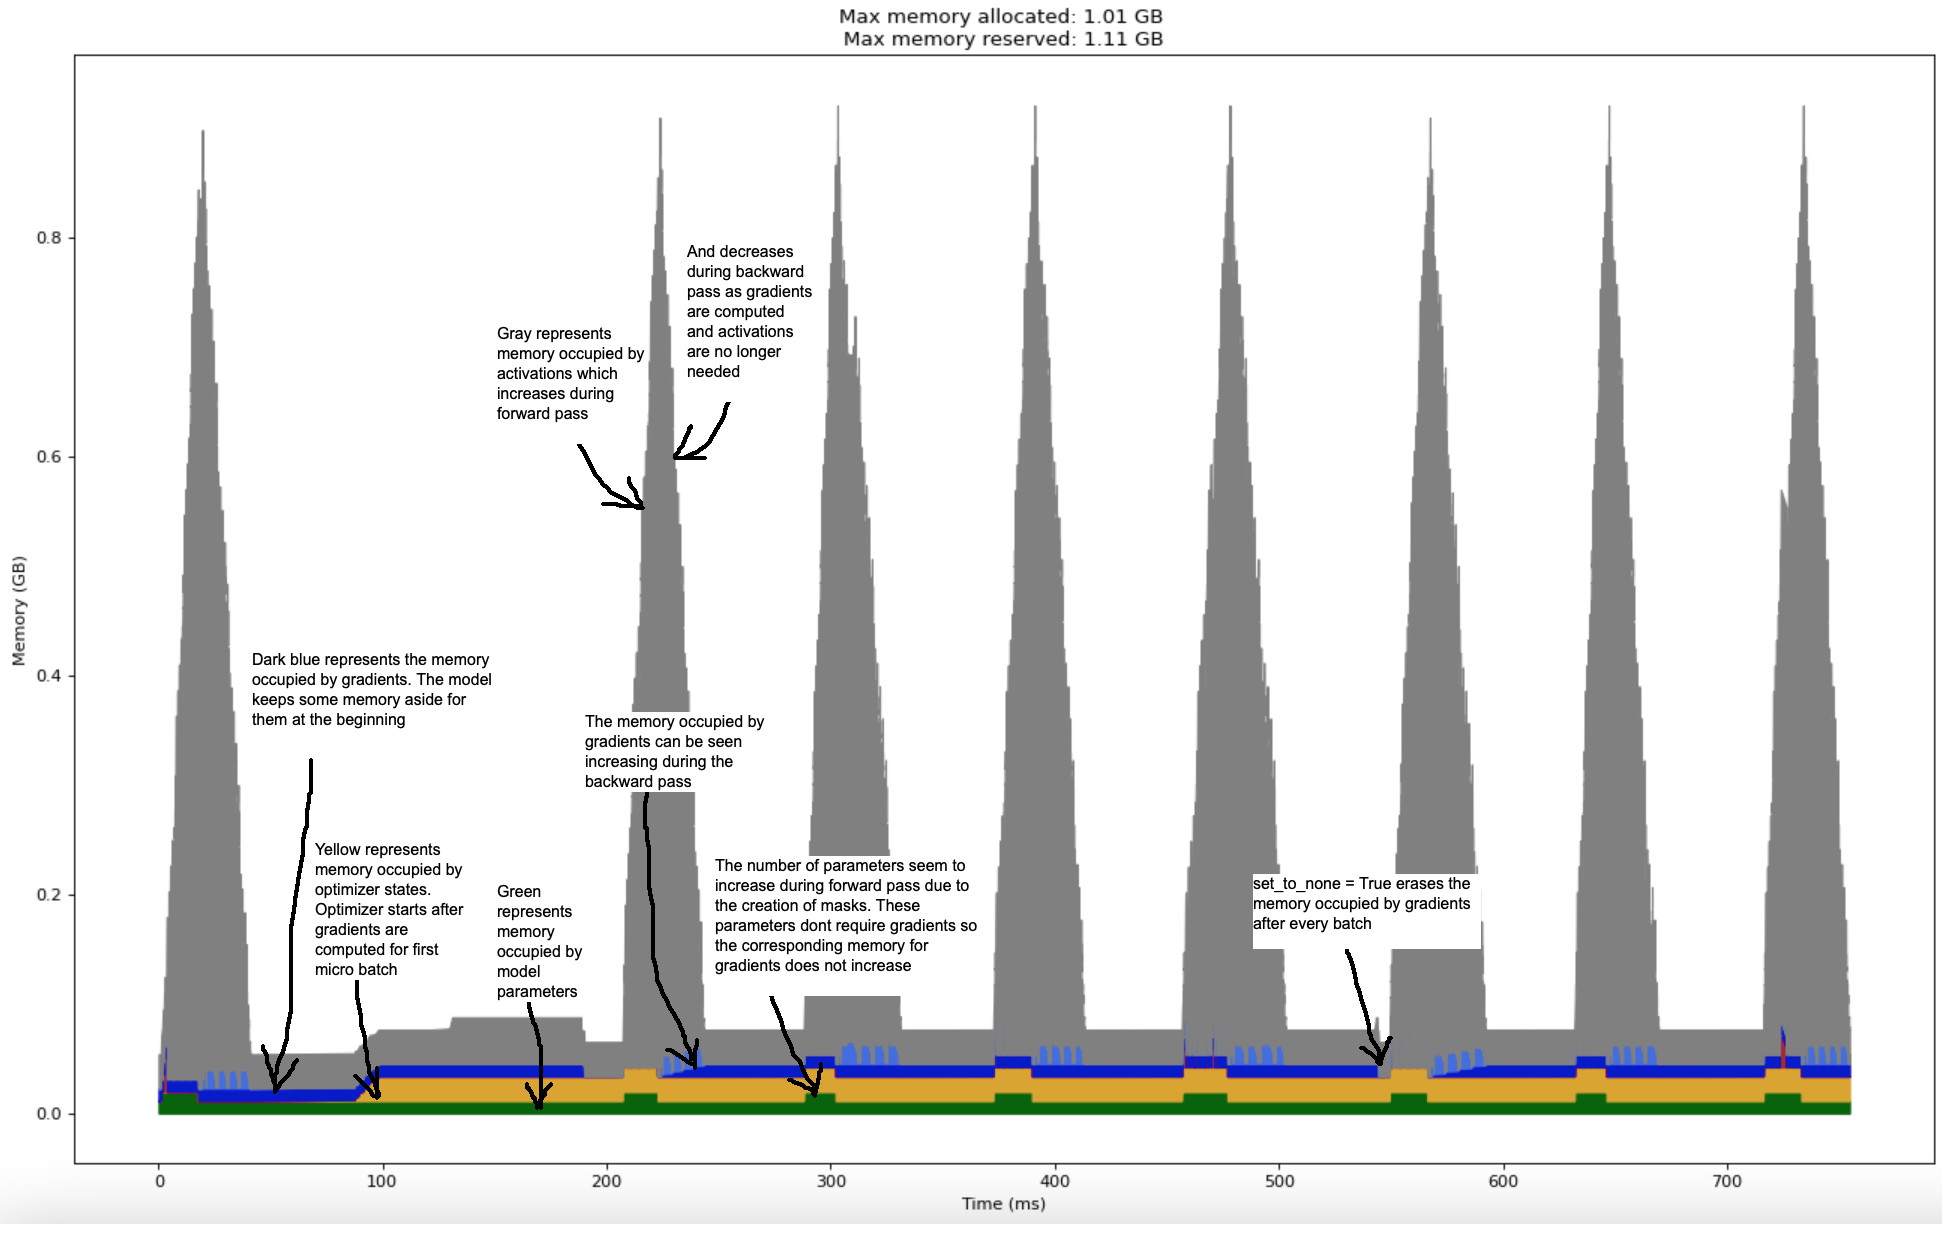 Max memory allocated: 1.01 GB
Max memory reserved: 1.11 GB
And decreases
during backward
pass as gradients
are computed
and activations
are no longer
needed
Gray represents
memory occupied by
activations which
increases during
forward pass
Dark blue represents the memory
occupied by gradients. The model
keeps some memory aside for
them at the beginning
The memory occupied by
gradients can be seen
increasing during the
backward pass
Yellow represents
memory occupied by
optimizer states.
Optimizer starts after
gradients are
computed for first
micro batch
Green
represents
memory
occupied by
model
parameters
The number of parameters seem to
increase during forward pass due to
the creation of masks. These
parameters dont require gradients so
the corresponding memory for
gradients does not increase
set_to_none = True erases the
memory occupied by gradients
after every batch
Memory (GB)
0.8
0.6
0.4
0.2
0.0
0 100 200 300 400 500 600 700
Time (ms)